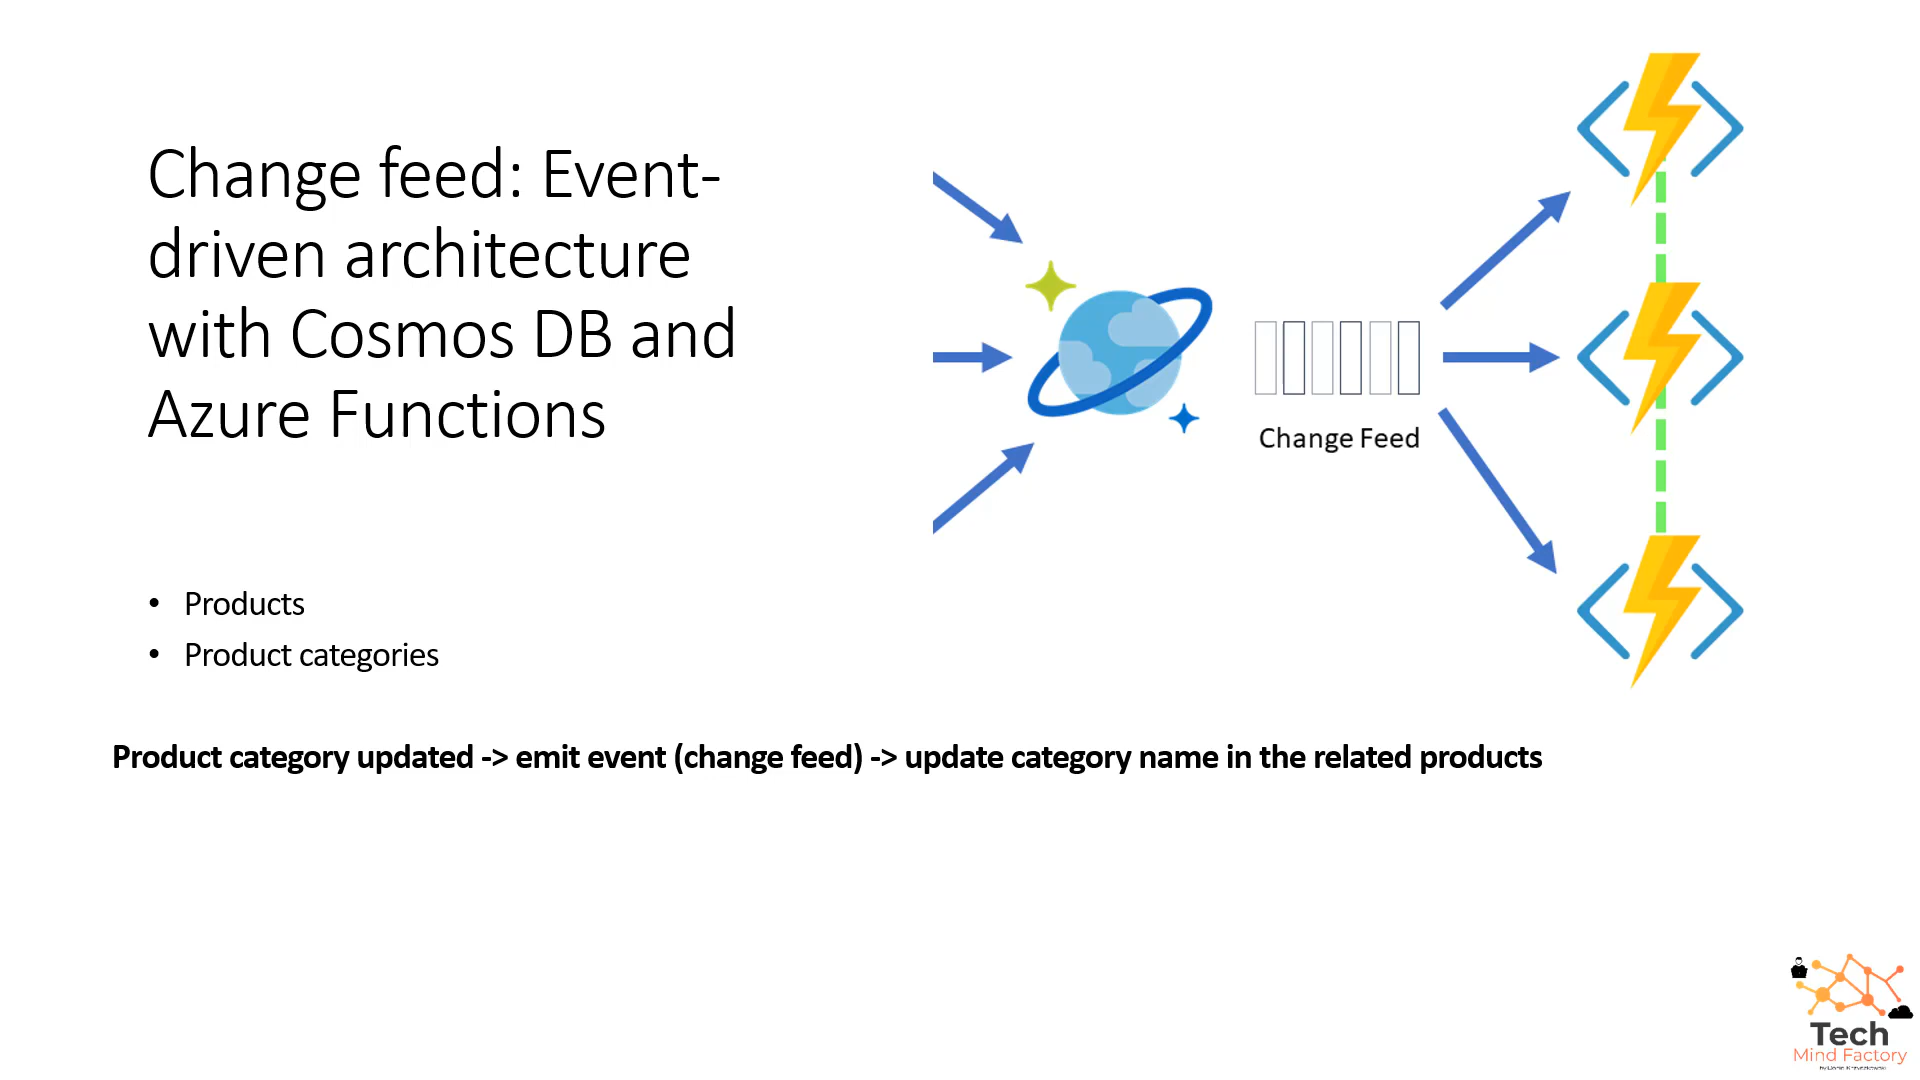 Change feed: Event-
driven architecture
with Cosmos DB and
Azure Functions
Change Feed
• Products
• Product categories
Product category updated -> emit event (change feed) -> update category name in the related products
Tech
Mind Factory